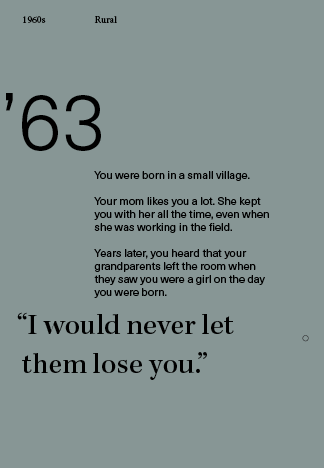 1960s Rural
’63
You were born in a small village.
Your mom likes you a lot. She kept
you with her all the time, even when
she was working in the field.
Years later, you heard that your
grandparents left the room when
they saw you were a girl on the day
you were born.
“I would never let
them lose you.”